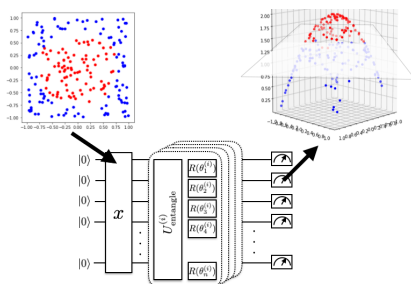 1.00
0.75
0.50
0.25
0.00
-0.25
-0.50
-0.75
-1.00
-1.00 -0.75 -0.50 -0.25 0.00 0.25 0.50 0.75 1.00
2.00
1.75
1.50
1.25
1.00
0.75
0.50
0.25
|0⟩
|0⟩
|0⟩
|0⟩
|0⟩
x
U^{(i)}_{entangle}
R(θ_1^{(i)})
R(θ_2^{(i)})
R(θ_3^{(i)})
R(θ_4^{(i)})
R(θ_n^{(i)})